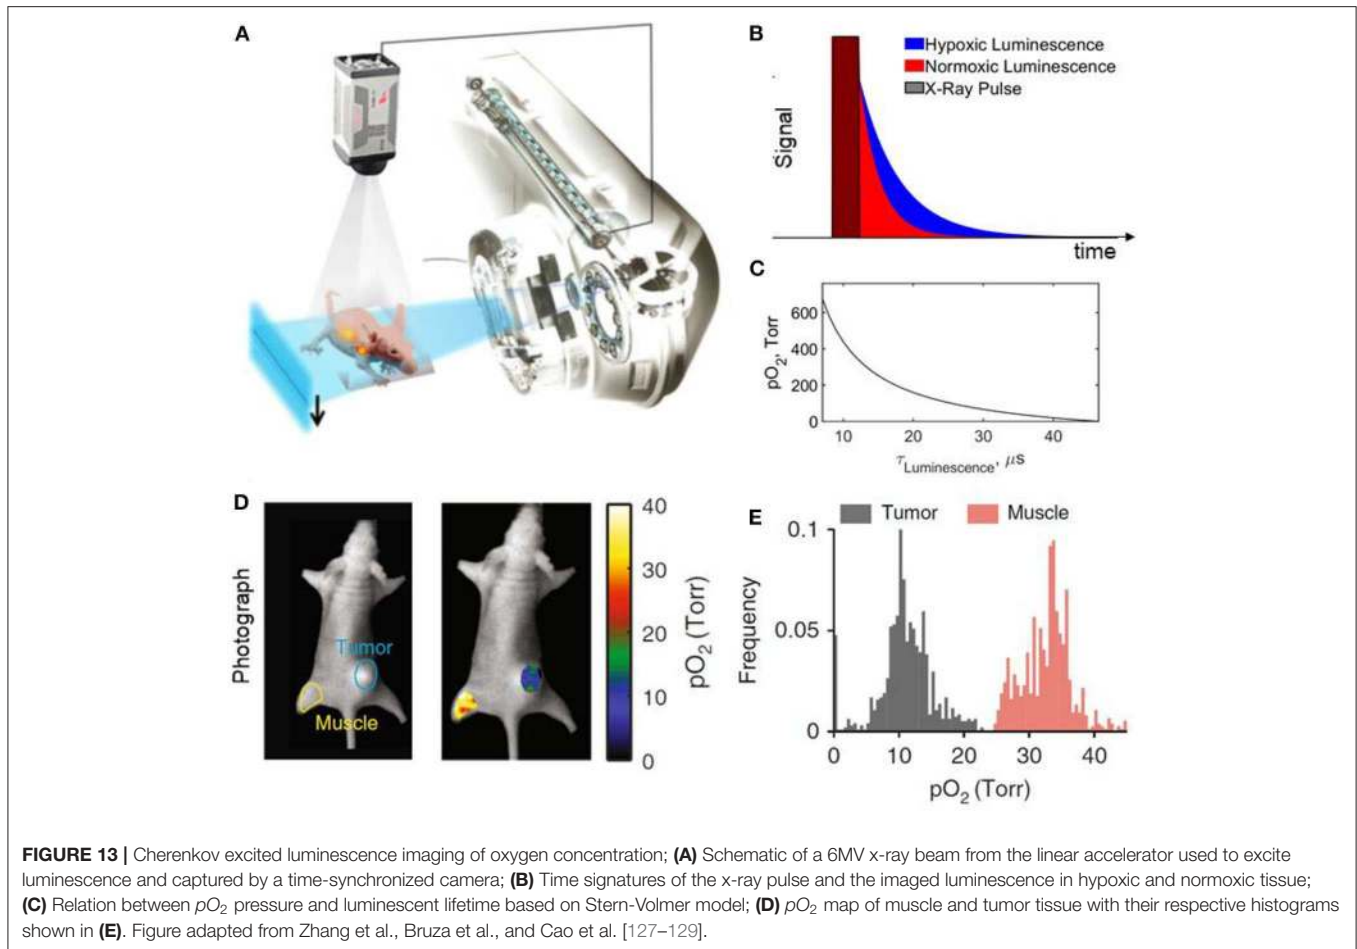 A
B
Hypoxic Luminescence
Normoxic Luminescence
X-Ray Pulse
Signal
time
C
600
400
200
0
pO2, Torr
10 20 30 40
τLuminescence, μs
D
Photograph
Tumor
Muscle
40
30
20
10
0
pO2 (Torr)
E
Tumor Muscle
0.1
0.05
0
Frequency
0 10 20 30 40
pO2 (Torr)
FIGURE 13 | Cherenkov excited luminescence imaging of oxygen concentration; (A) Schematic of a 6MV x-ray beam from the linear accelerator used to excite
luminescence and captured by a time-synchronized camera; (B) Time signatures of the x-ray pulse and the imaged luminescence in hypoxic and normoxic tissue;
(C) Relation between pO2 pressure and luminescent lifetime based on Stern-Volmer model; (D) pO2 map of muscle and tumor tissue with their respective histograms
shown in (E). Figure adapted from Zhang et al., Bruza et al., and Cao et al. [127–129].